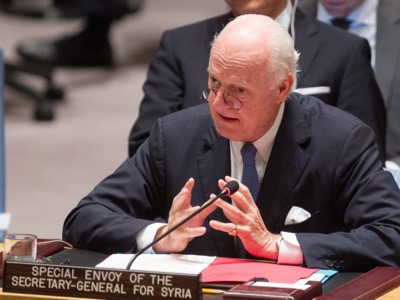 SPECIAL ENVOY OF THE
SECRETARY-GENERAL FOR SYRIA